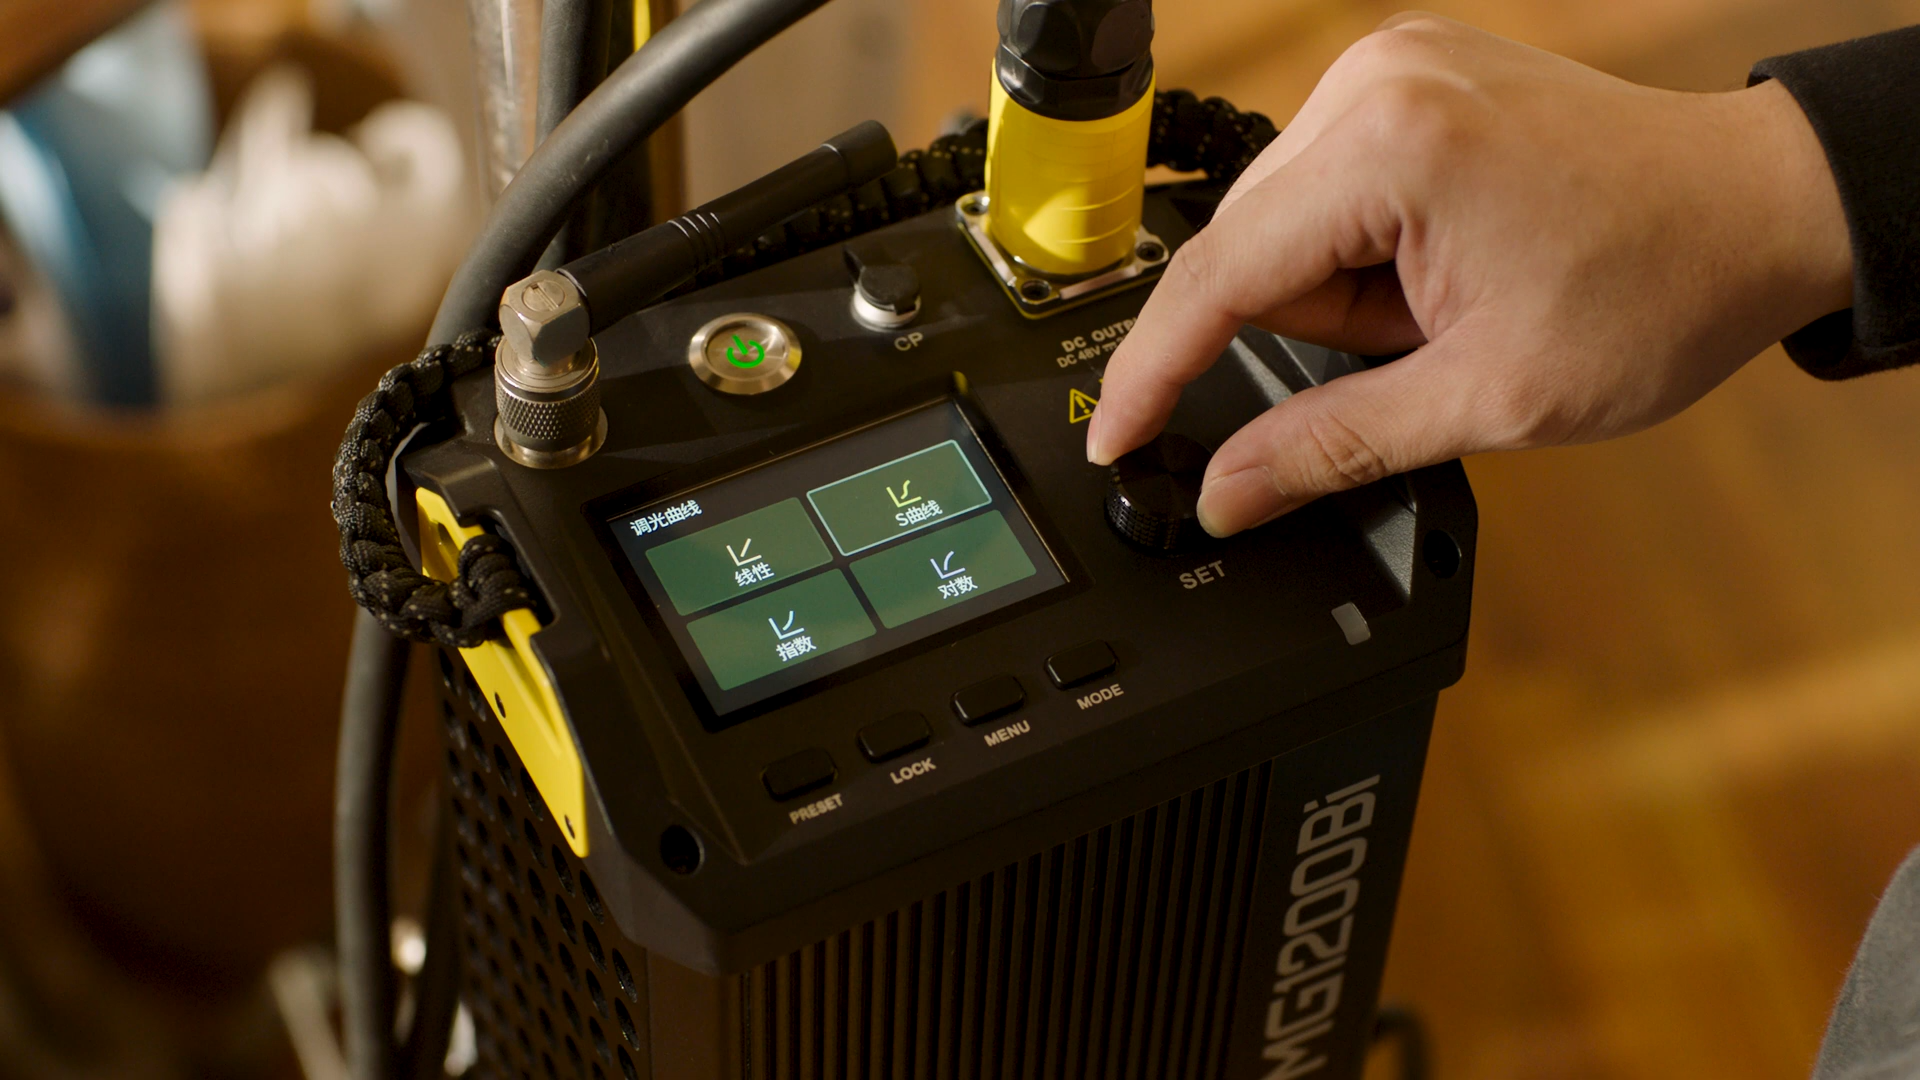 CP
DC OUTP
DC 48V
调光曲线
线性
S曲线
指数
对数
SET
PRESET
LOCK
MENU
MODE
MG1200Bi